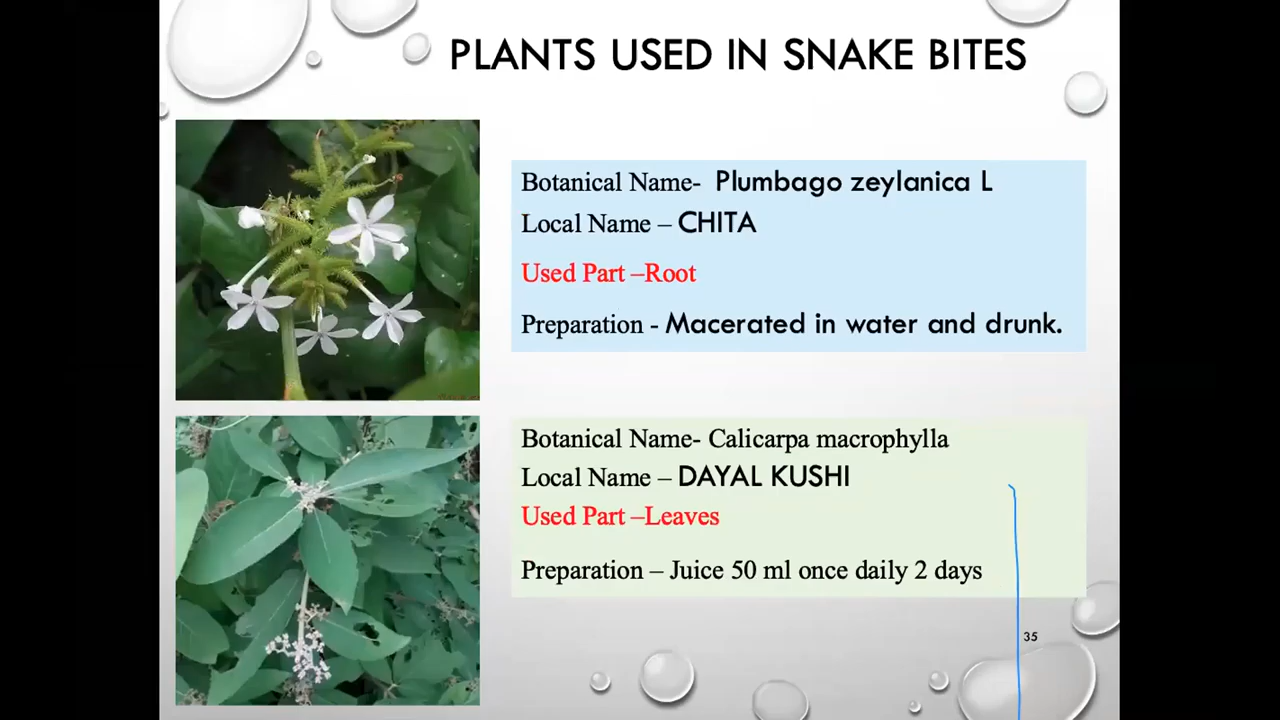 PLANTS USED IN SNAKE BITES
Botanical Name- Plumbago zeylanica L
Local Name – CHITA
Used Part –Root
Preparation - Macerated in water and drunk.
Botanical Name- Calicarpa macrophylla
Local Name – DAYAL KUSHI
Used Part –Leaves
Preparation – Juice 50 ml once daily 2 days
35